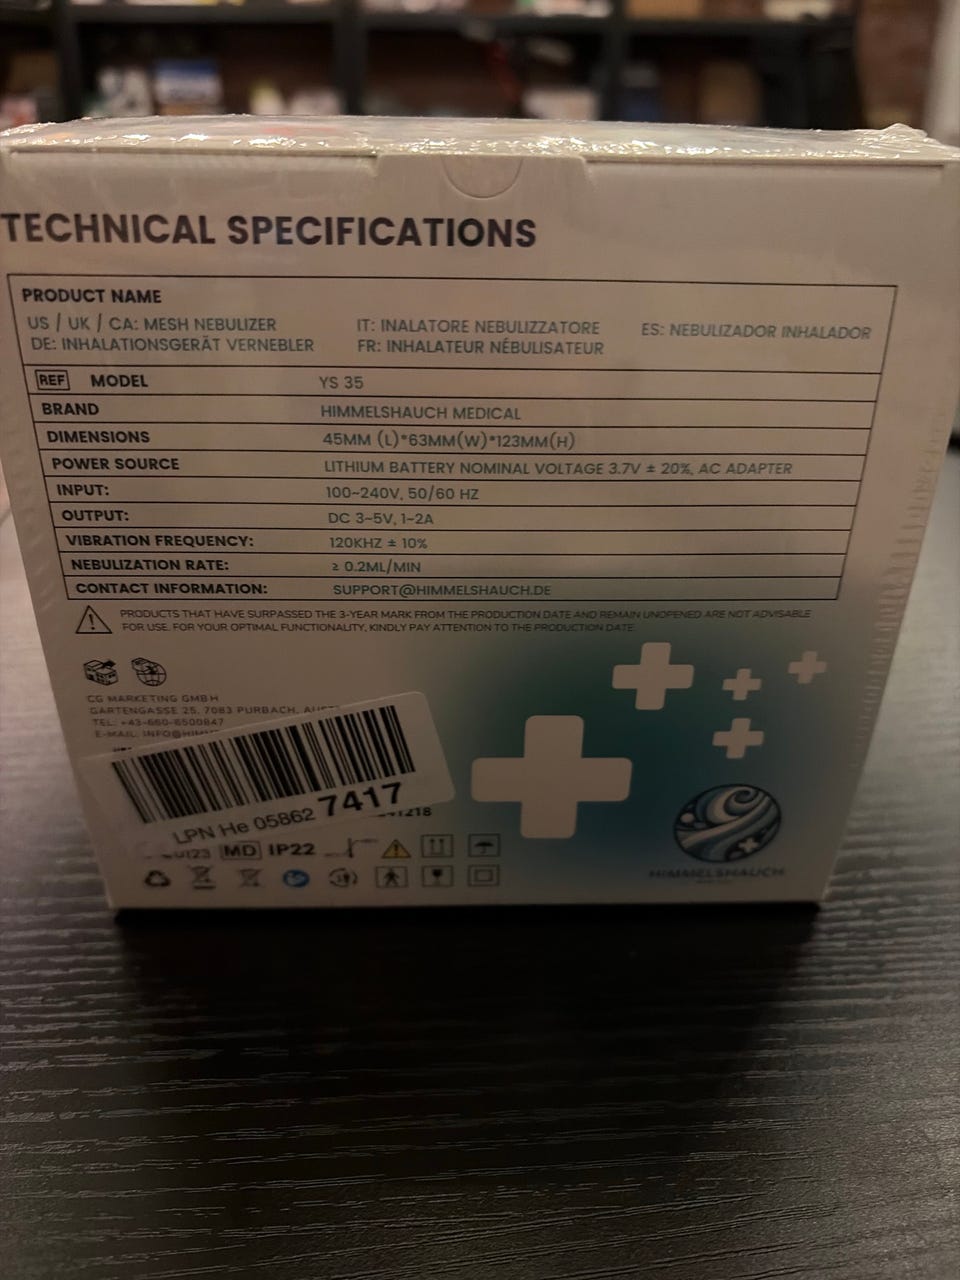 TECHNICAL SPECIFICATIONS
PRODUCT NAME
US / UK / CA: MESH NEBULIZER IT: INALATORE NEBULIZZATORE ES: NEBULIZADOR INHALADOR
DE: INHALATIONSGERÄT VERNEBLER FR: INHALATEUR NÉBULISATEUR
REF MODEL YS 35
BRAND HIMMELSHAUCH MEDICAL
DIMENSIONS 45MM (L)*63MM(W)*123MM(H)
POWER SOURCE LITHIUM BATTERY NOMINAL VOLTAGE 3.7V ± 20%, AC ADAPTER
INPUT: 100~240V, 50/60 HZ
OUTPUT: DC 3~5V, 1~2A
VIBRATION FREQUENCY: 120KHZ ± 10%
NEBULIZATION RATE: ≥ 0.2ML/MIN
CONTACT INFORMATION: SUPPORT@HIMMELSHAUCH.DE
PRODUCTS THAT HAVE SURPASSED THE 3-YEAR MARK FROM THE PRODUCTION DATE AND REMAIN UNOPENED ARE NOT ADVISABLE
FOR USE. FOR YOUR OPTIMAL FUNCTIONALITY, KINDLY PAY ATTENTION TO THE PRODUCTION DATE.
CG MARKETING GMBH
GARTENGASSE 25, 7083 PURBACH,
TEL: +43-660-6500847
E-MAIL:
LPN He 05862 7417
MD IP22
HIMMELSHAUCH